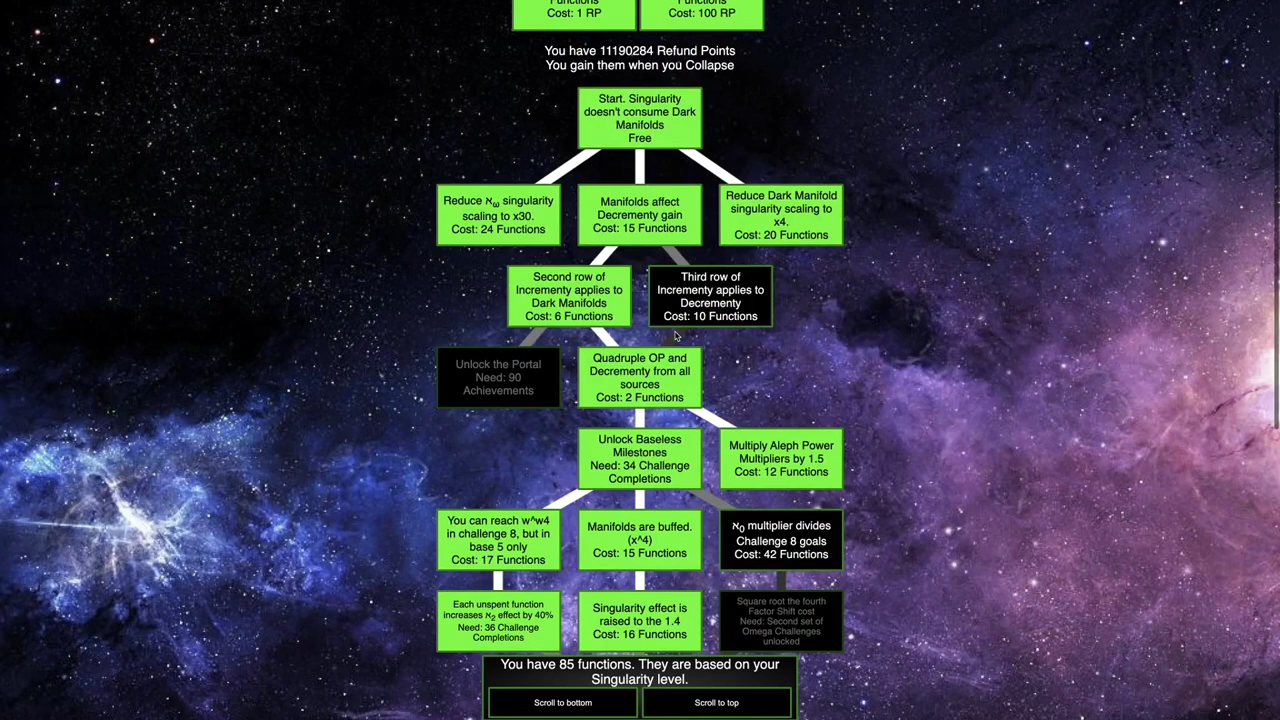 Functions
Cost: 1 RP
Functions
Cost: 100 RP
You have 11190284 Refund Points
You gain them when you Collapse
Start. Singularity
doesn't consume Dark
Manifolds
Free
Reduce ℵω singularity
scaling to x30.
Cost: 24 Functions
Manifolds affect
Decrementy gain
Cost: 15 Functions
Reduce Dark Manifold
singularity scaling to
x4.
Cost: 20 Functions
Second row of
Incrementy applies to
Dark Manifolds
Cost: 6 Functions
Third row of
Incrementy applies to
Decrementy
Cost: 10 Functions
Unlock the Portal
Need: 90
Achievements
Quadruple OP and
Decrementy from all
sources
Cost: 2 Functions
Unlock Baseless
Milestones
Need: 34 Challenge
Completions
Multiply Aleph Power
Multipliers by 1.5
Cost: 12 Functions
You can reach w^w4
in challenge 8, but in
base 5 only
Cost: 17 Functions
Manifolds are buffed.
(x^4)
Cost: 15 Functions
ℵ0 multiplier divides
Challenge 8 goals
Cost: 42 Functions
Each unspent function
increases ℵ2 effect by 40%
Need: 36 Challenge
Completions
Singularity effect is
raised to the 1.4
Cost: 16 Functions
Square root the fourth
Factor Shift cost
Need: Second set of
Omega Challenges
unlocked
You have 85 functions. They are based on your
Singularity level.
Scroll to bottom
Scroll to top